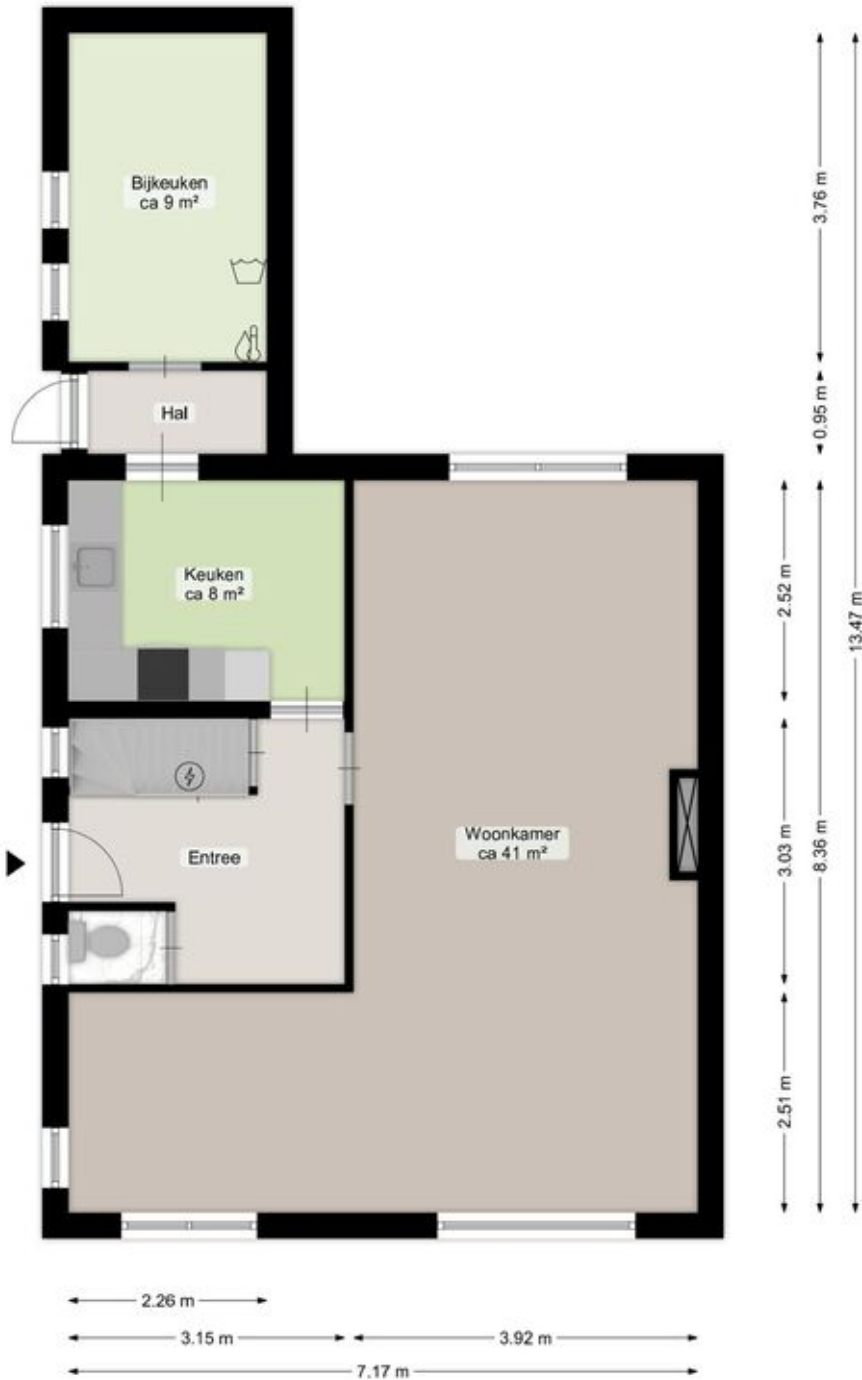 Bijkeuken
ca 9 m²
3.76 m
Hal
0.95 m
Keuken
ca 8 m²
2.52 m
13.47 m
Entree
Woonkamer
ca 41 m²
3.03 m
8.36 m
2.51 m
2.26 m
3.15 m
3.92 m
7.17 m